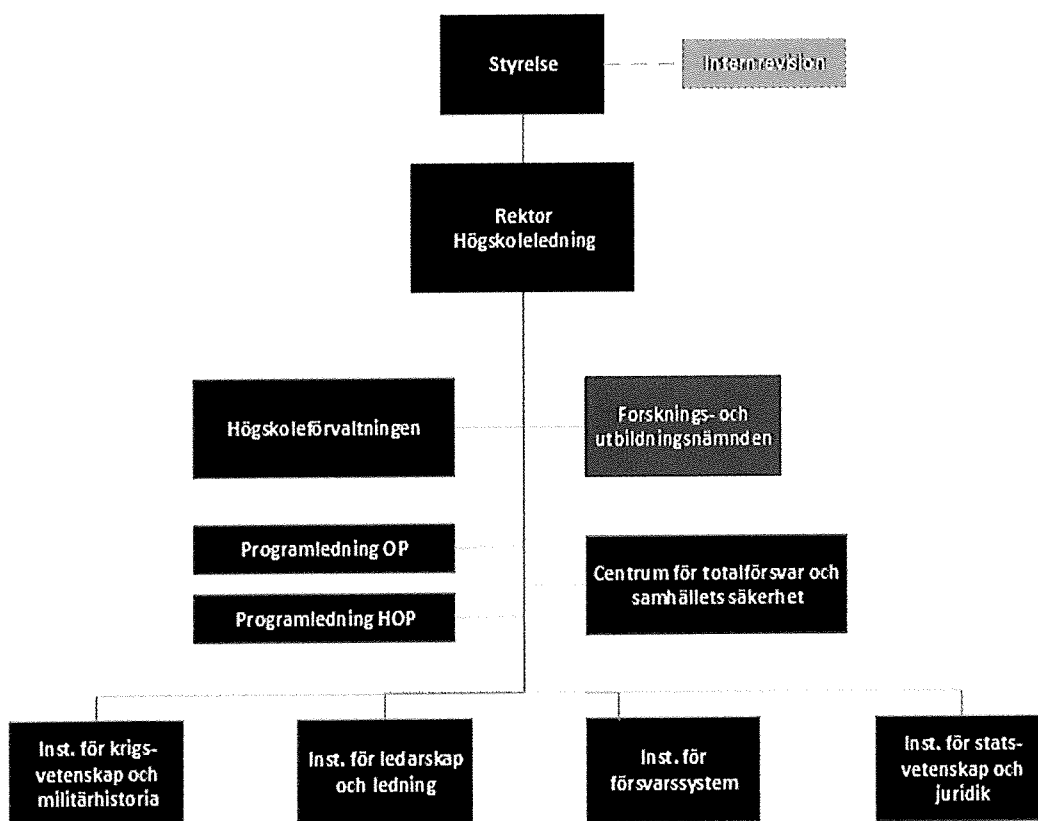 Styrelse
Internrevision
Rektor
Högskoleledning
Högskoleförvaltningen
Forsknings- och
utbildningsnämnden
Programledning OP
Centrum för totalförsvar och
samhällets säkerhet
Programledning HOP
Inst. för krigs-
vetenskap och
militärhistoria
Inst. för ledarskap
och ledning
Inst. för
försvarssystem
Inst. för stats-
vetenskap och
juridik